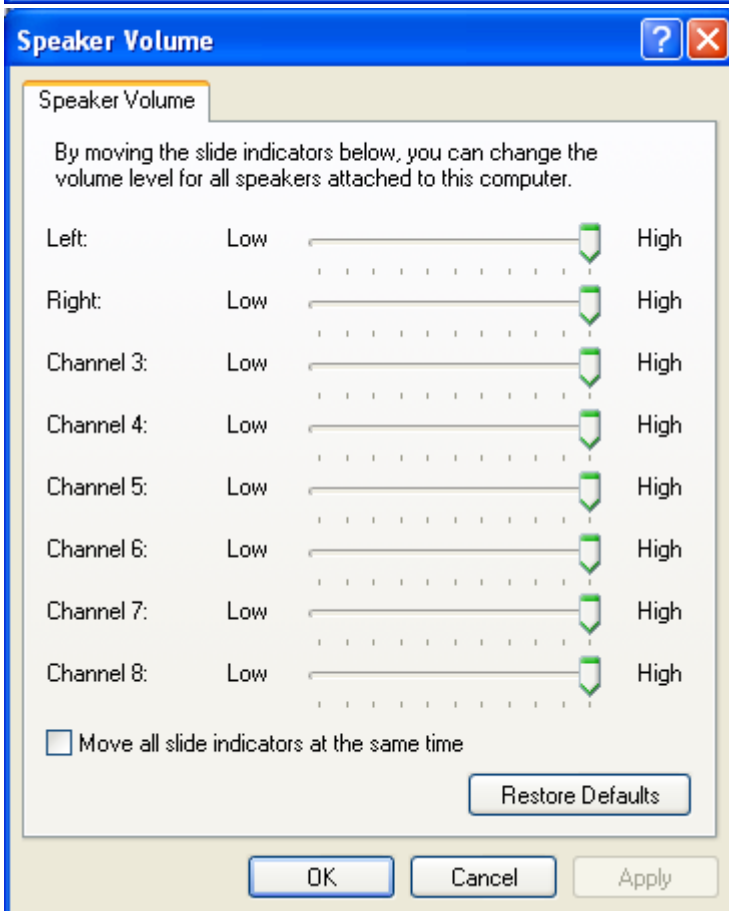 Speaker Volume
Speaker Volume
By moving the slide indicators below, you can change the
volume level for all speakers attached to this computer.
Left: Low High
Right: Low High
Channel 3: Low High
Channel 4: Low High
Channel 5: Low High
Channel 6: Low High
Channel 7: Low High
Channel 8: Low High
Move all slide indicators at the same time
Restore Defaults
OK Cancel Apply